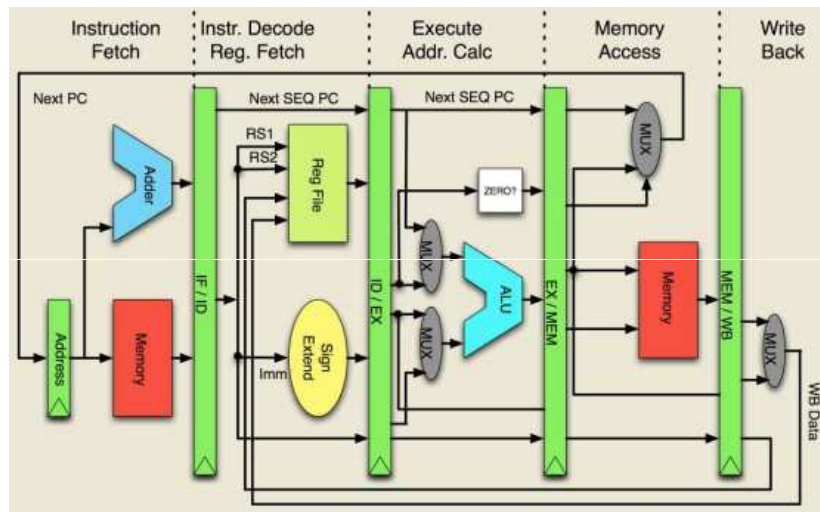 Instruction
Fetch
Instr. Decode
Reg. Fetch
Execute
Addr. Calc
Memory
Access
Write
Back
Next PC
Next SEQ PC
Next SEQ PC
RS1
RS2
Adder
Reg File
ZERO?
MUX
MUX
MUX
ALU
Address
Memory
IF / ID
Sign
Extend
Imm
ID / EX
EX / MEM
Memory
MEM / WB
MUX
WB Data